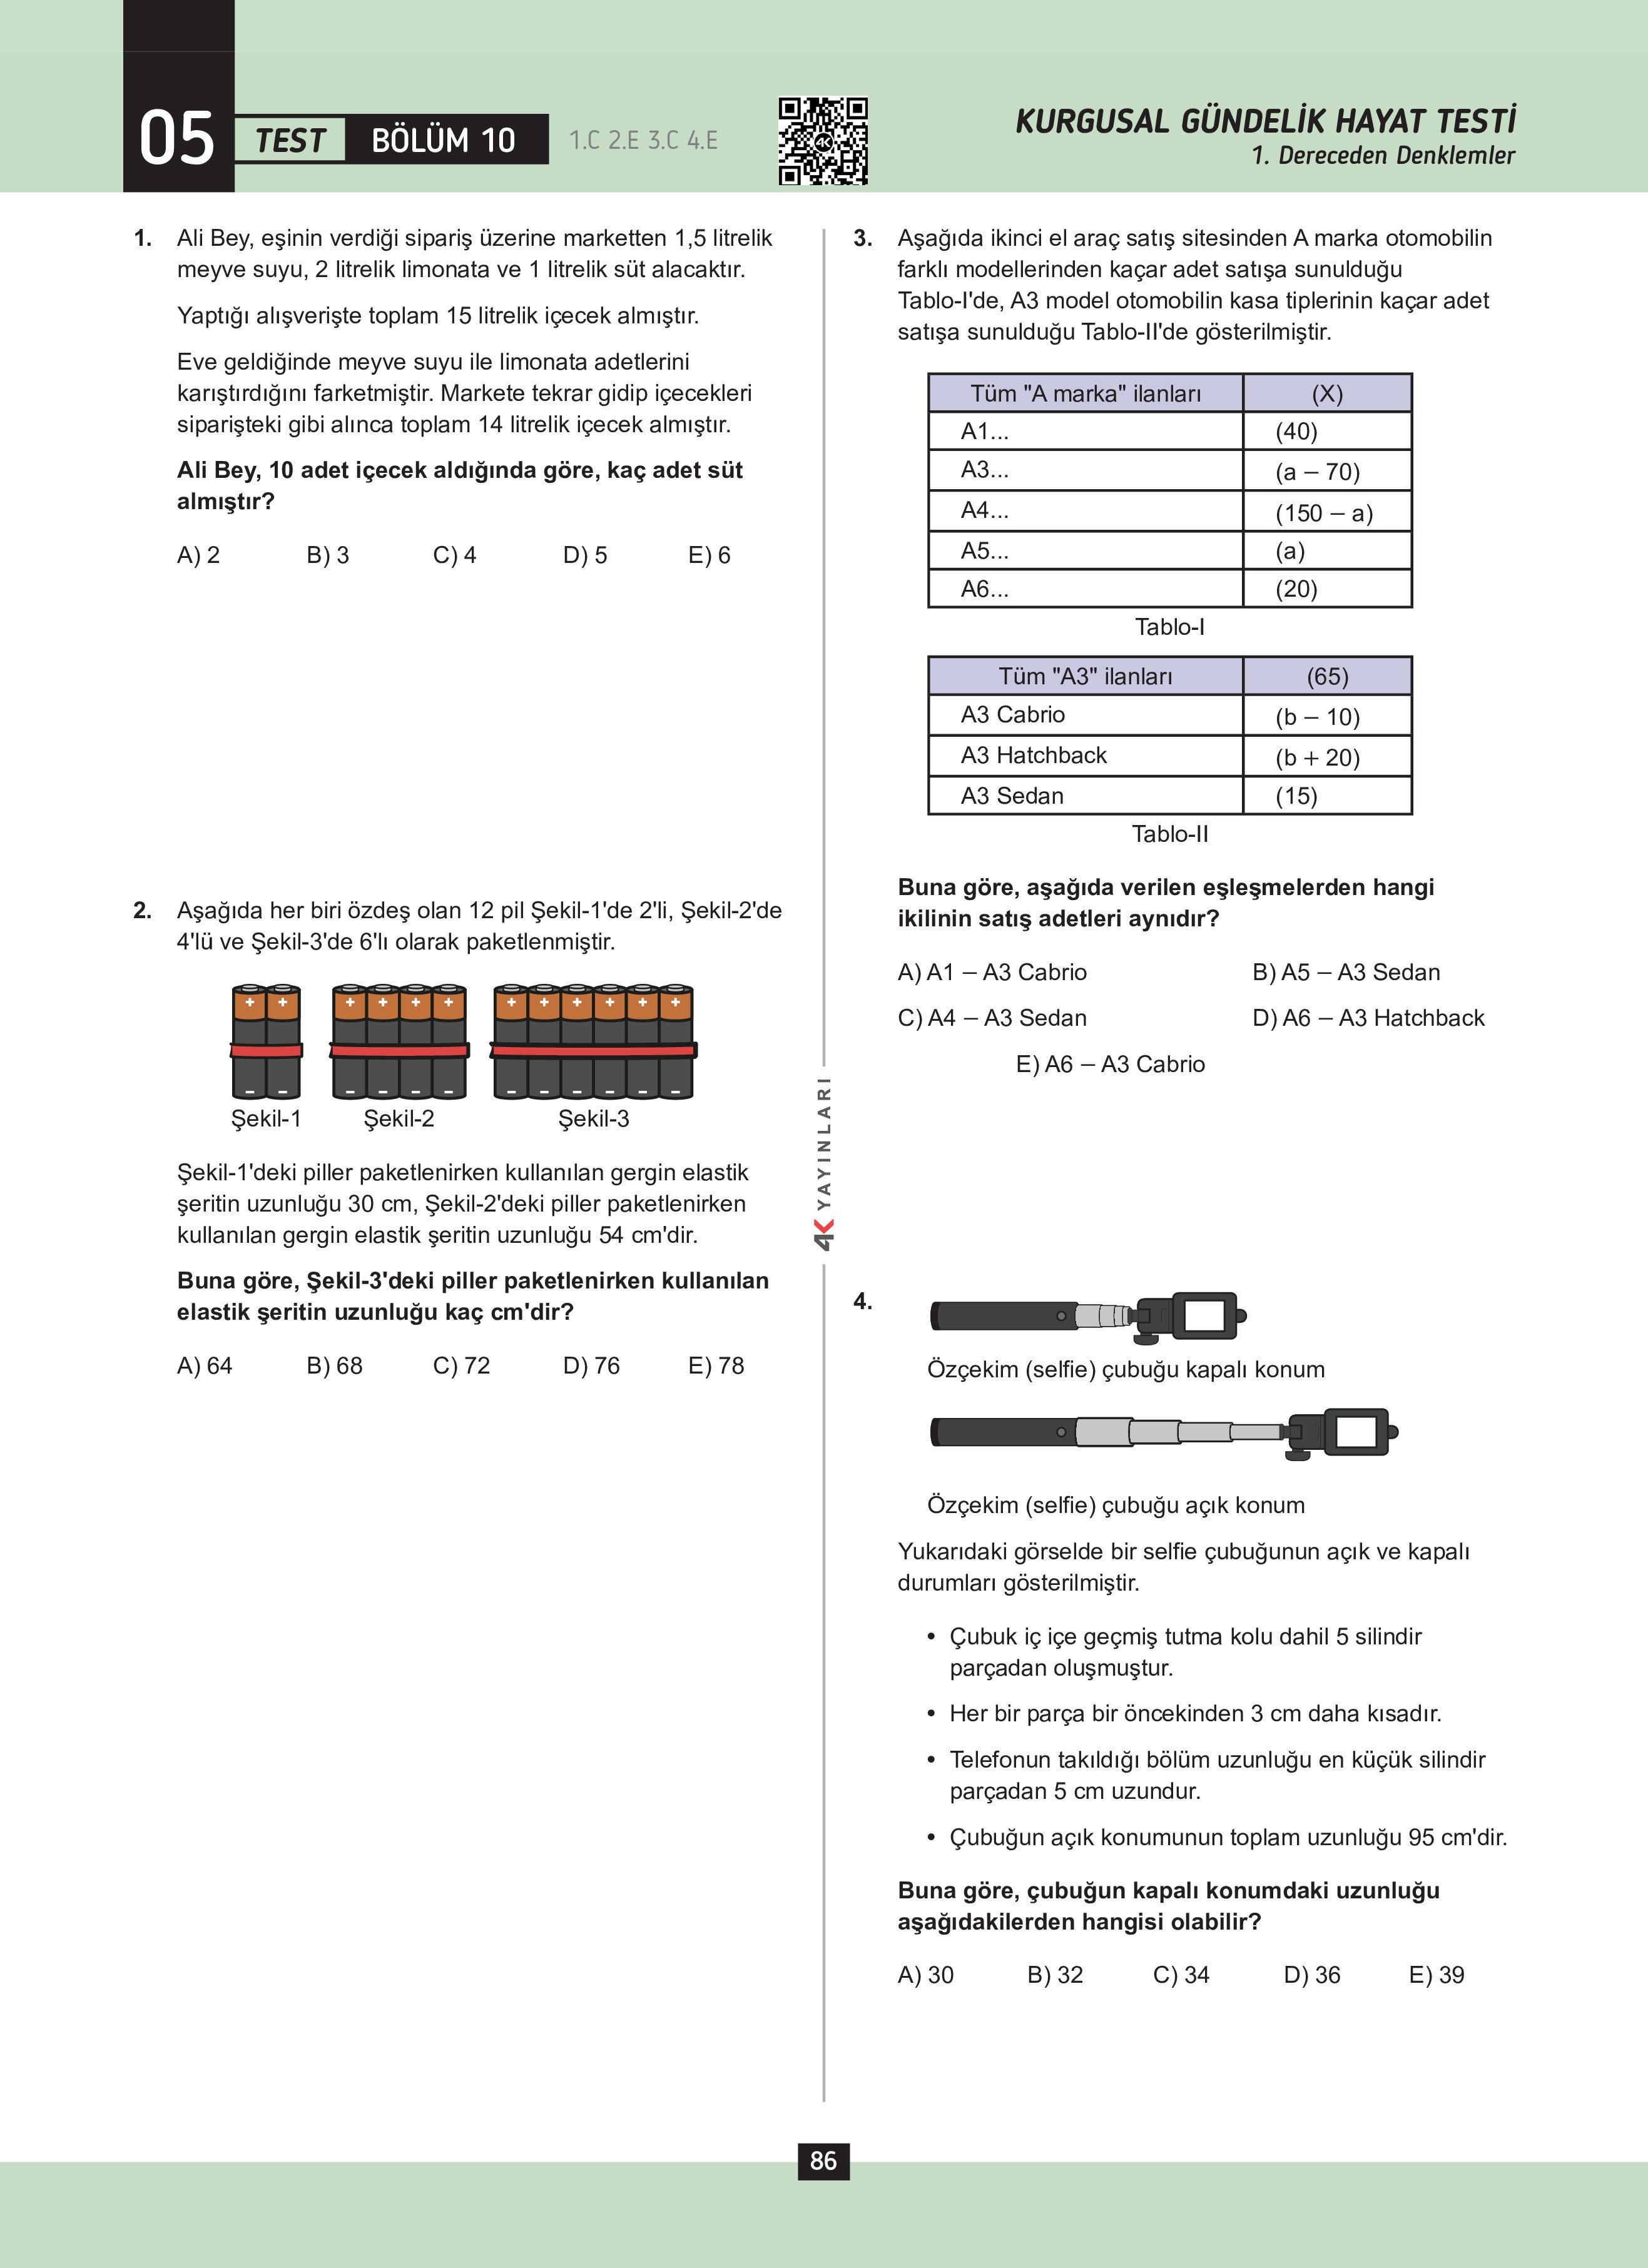 05
TEST
BÖLÜM 10
1.C 2.E 3.C 4.E
4K
KURGUSAL GÜNDELİK HAYAT TESTİ
1. Dereceden Denklemler
1. Ali Bey, eşinin verdiği sipariş üzerine marketten 1,5 litrelik
meyve suyu, 2 litrelik limonata ve 1 litrelik süt alacaktır.
Yaptığı alışverişte toplam 15 litrelik içecek almıştır.
Eve geldiğinde meyve suyu ile limonata adetlerini
karıştırdığını farketmiştir. Markete tekrar gidip içecekleri
siparişteki gibi alınca toplam 14 litrelik içecek almıştır.
Ali Bey, 10 adet içecek aldığında göre, kaç adet süt
almıştır?
A) 2 B) 3 C) 4 D) 5 E) 6
2. Aşağıda her biri özdeş olan 12 pil Şekil-1'de 2'li, Şekil-2'de
4'lü ve Şekil-3'de 6'lı olarak paketlenmiştir.
+ + + + + + + + + + + +
– – – – – – – – – – – –
Şekil-1 Şekil-2 Şekil-3
Şekil-1'deki piller paketlenirken kullanılan gergin elastik
şeritin uzunluğu 30 cm, Şekil-2'deki piller paketlenirken
kullanılan gergin elastik şeritin uzunluğu 54 cm'dir.
Buna göre, Şekil-3'deki piller paketlenirken kullanılan
elastik şeritin uzunluğu kaç cm'dir?
A) 64 B) 68 C) 72 D) 76 E) 78
4K YAYINLARI
3. Aşağıda ikinci el araç satış sitesinden A marka otomobilin
farklı modellerinden kaçar adet satışa sunulduğu
Tablo-I'de, A3 model otomobilin kasa tiplerinin kaçar adet
satışa sunulduğu Tablo-II'de gösterilmiştir.
Tüm "A marka" ilanları (X)
A1... (40)
A3... (a – 70)
A4... (150 – a)
A5... (a)
A6... (20)
Tablo-I
Tüm "A3" ilanları (65)
A3 Cabrio (b – 10)
A3 Hatchback (b + 20)
A3 Sedan (15)
Tablo-II
Buna göre, aşağıda verilen eşleşmelerden hangi
ikilinin satış adetleri aynıdır?
A) A1 – A3 Cabrio B) A5 – A3 Sedan
C) A4 – A3 Sedan D) A6 – A3 Hatchback
E) A6 – A3 Cabrio
4.
Özçekim (selfie) çubuğu kapalı konum
Özçekim (selfie) çubuğu açık konum
Yukarıdaki görselde bir selfie çubuğunun açık ve kapalı
durumları gösterilmiştir.
• Çubuk iç içe geçmiş tutma kolu dahil 5 silindir
parçadan oluşmuştur.
• Her bir parça bir öncekinden 3 cm daha kısadır.
• Telefonun takıldığı bölüm uzunluğu en küçük silindir
parçadan 5 cm uzundur.
• Çubuğun açık konumunun toplam uzunluğu 95 cm'dir.
Buna göre, çubuğun kapalı konumdaki uzunluğu
aşağıdakilerden hangisi olabilir?
A) 30 B) 32 C) 34 D) 36 E) 39
86